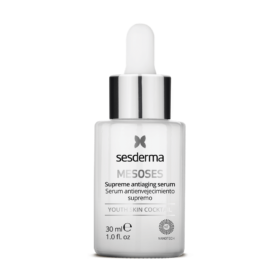 sesderma
MESOSES
Supreme antiaging serum
Serum antienvejecimiento
supremo
30 ml e
1.0 fl.oz.